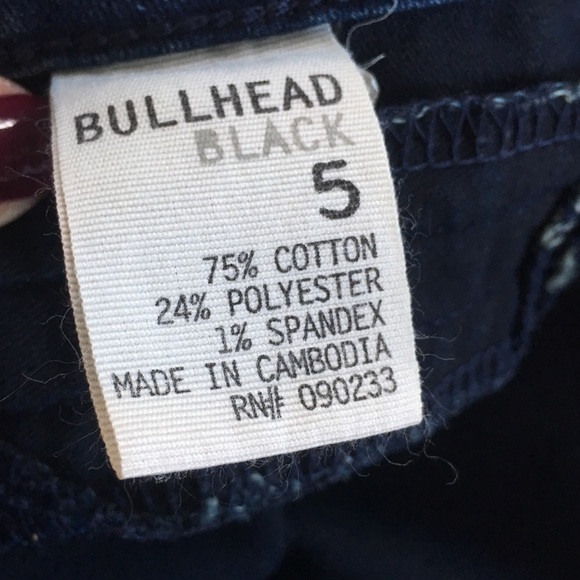 BULLHEAD
BLACK
5
75% COTTON
24% POLYESTER
1% SPANDEX
MADE IN CAMBODIA
RN# 090233